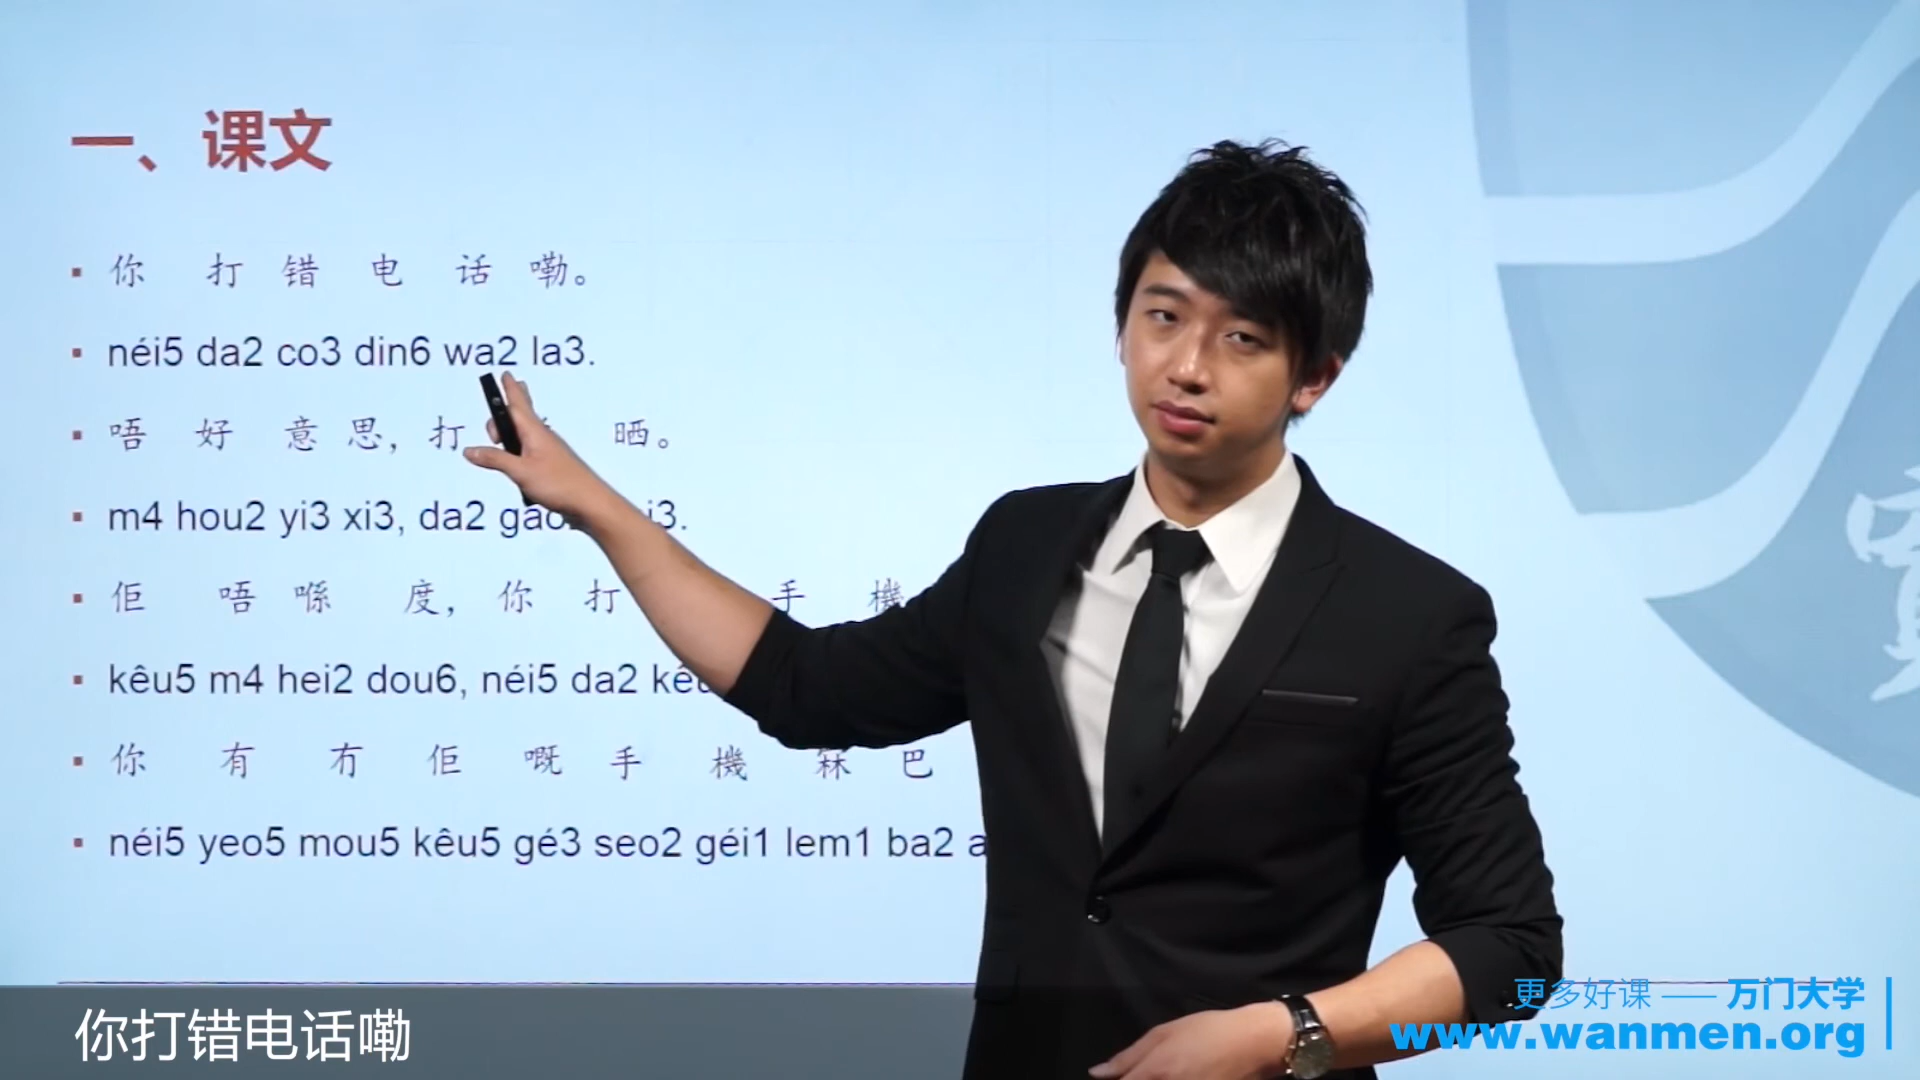 一、课文
你 打 错 电 话 嘞。
néi5 da2 co3 din6 wa2 la3.
唔 好 意 思, 打 晒。
m4 hou2 yi3 xi3, da2 gao
佢 唔 喺 度, 你 打 手 機
kêu5 m4 hei2 dou6, néi5 da2
你 有 冇 佢 嘅 手 機 冧 巴
néi5 yeo5 mou5 kêu5 gé3 seo2 géi1 lem1 ba2 a
你打错电话嘞
更多好课 —— 万门大学
www.wanmen.org